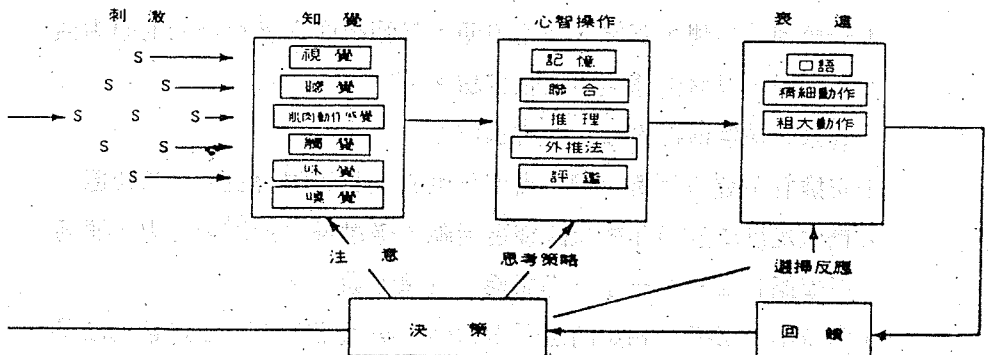 刺激 知覺 心智操作 表達
S
S S
S S S
S S
S
視覺
聽覺
肌肉動作感覺
觸覺
味覺
嗅覺
記憶
聯合
推理
外推法
評鑑
口語
精細動作
粗大動作
注意 思考策略 選擇反應
決策 回饋